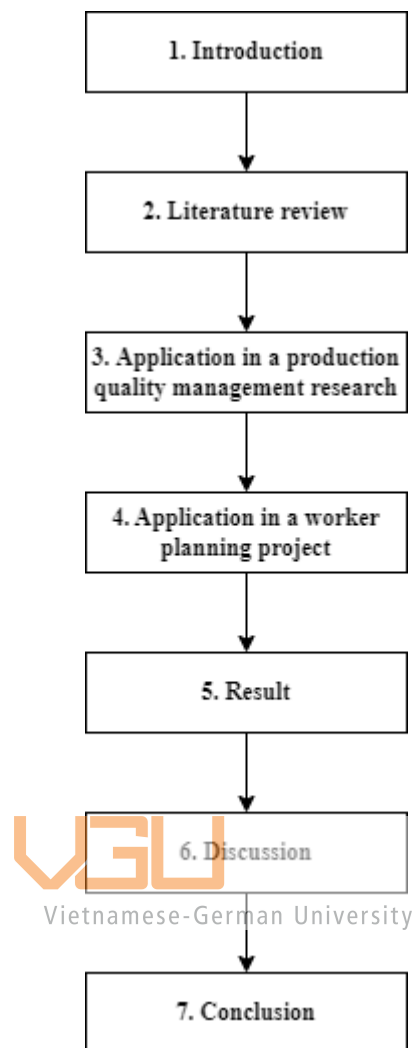 1. Introduction
2. Literature review
3. Application in a production
quality management research
4. Application in a worker
planning project
5. Result
VGU
6. Discussion
Vietnamese-German University
7. Conclusion